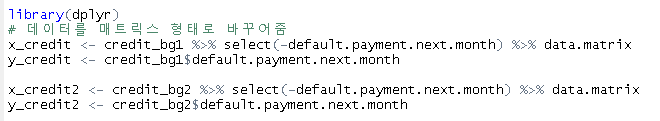 library(dplyr)
# 데이터를 매트릭스 형태로 바꾸어줌
x_credit <- credit_bg1 %>% select(-default.payment.next.month) %>% data.matrix
y_credit <- credit_bg1$default.payment.next.month
x_credit2 <- credit_bg2 %>% select(-default.payment.next.month) %>% data.matrix
y_credit2 <- credit_bg2$default.payment.next.month